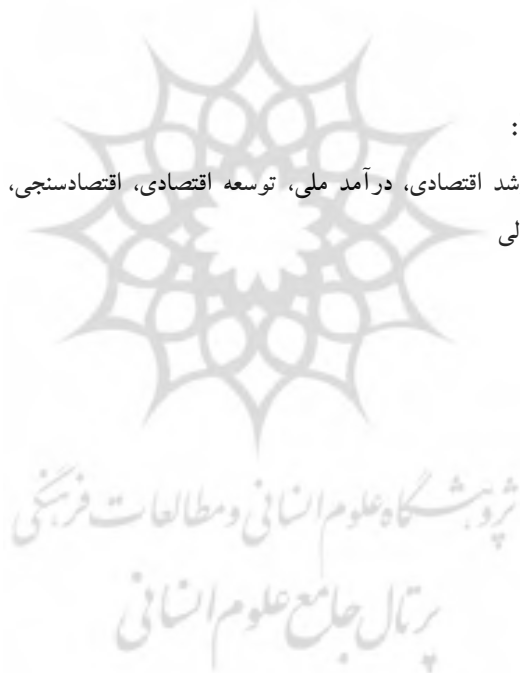 :
شد اقتصادی، درآمد ملی، توسعه اقتصادی، اقتصادسنجی،
لی
پژوهشگاه علوم انسانی و مطالعات فرهنگی
پرتال جامع علوم انسانی